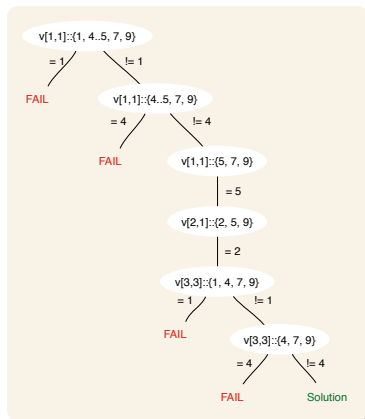 v[1,1]::{1, 4..5, 7, 9}
= 1
!= 1
FAIL
v[1,1]::{4..5, 7, 9}
= 4
!= 4
FAIL
v[1,1]::{5, 7, 9}
= 5
v[2,1]::{2, 5, 9}
= 2
v[3,3]::{1, 4, 7, 9}
= 1
!= 1
FAIL
v[3,3]::{4, 7, 9}
= 4
!= 4
FAIL
Solution